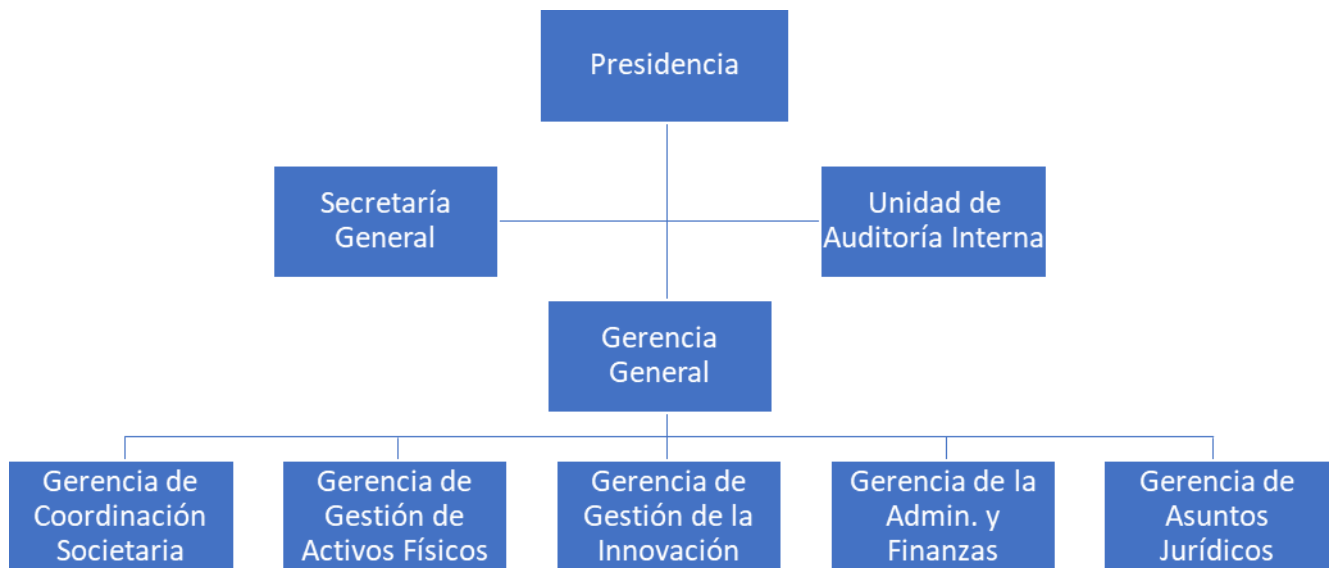 Presidencia
Secretaría
General
Unidad de
Auditoría Interna
Gerencia
General
Gerencia de
Coordinación
Societaria
Gerencia de
Gestión de
Activos Físicos
Gerencia de
Gestión de la
Innovación
Gerencia de la
Admin. y
Finanzas
Gerencia de
Asuntos
Jurídicos